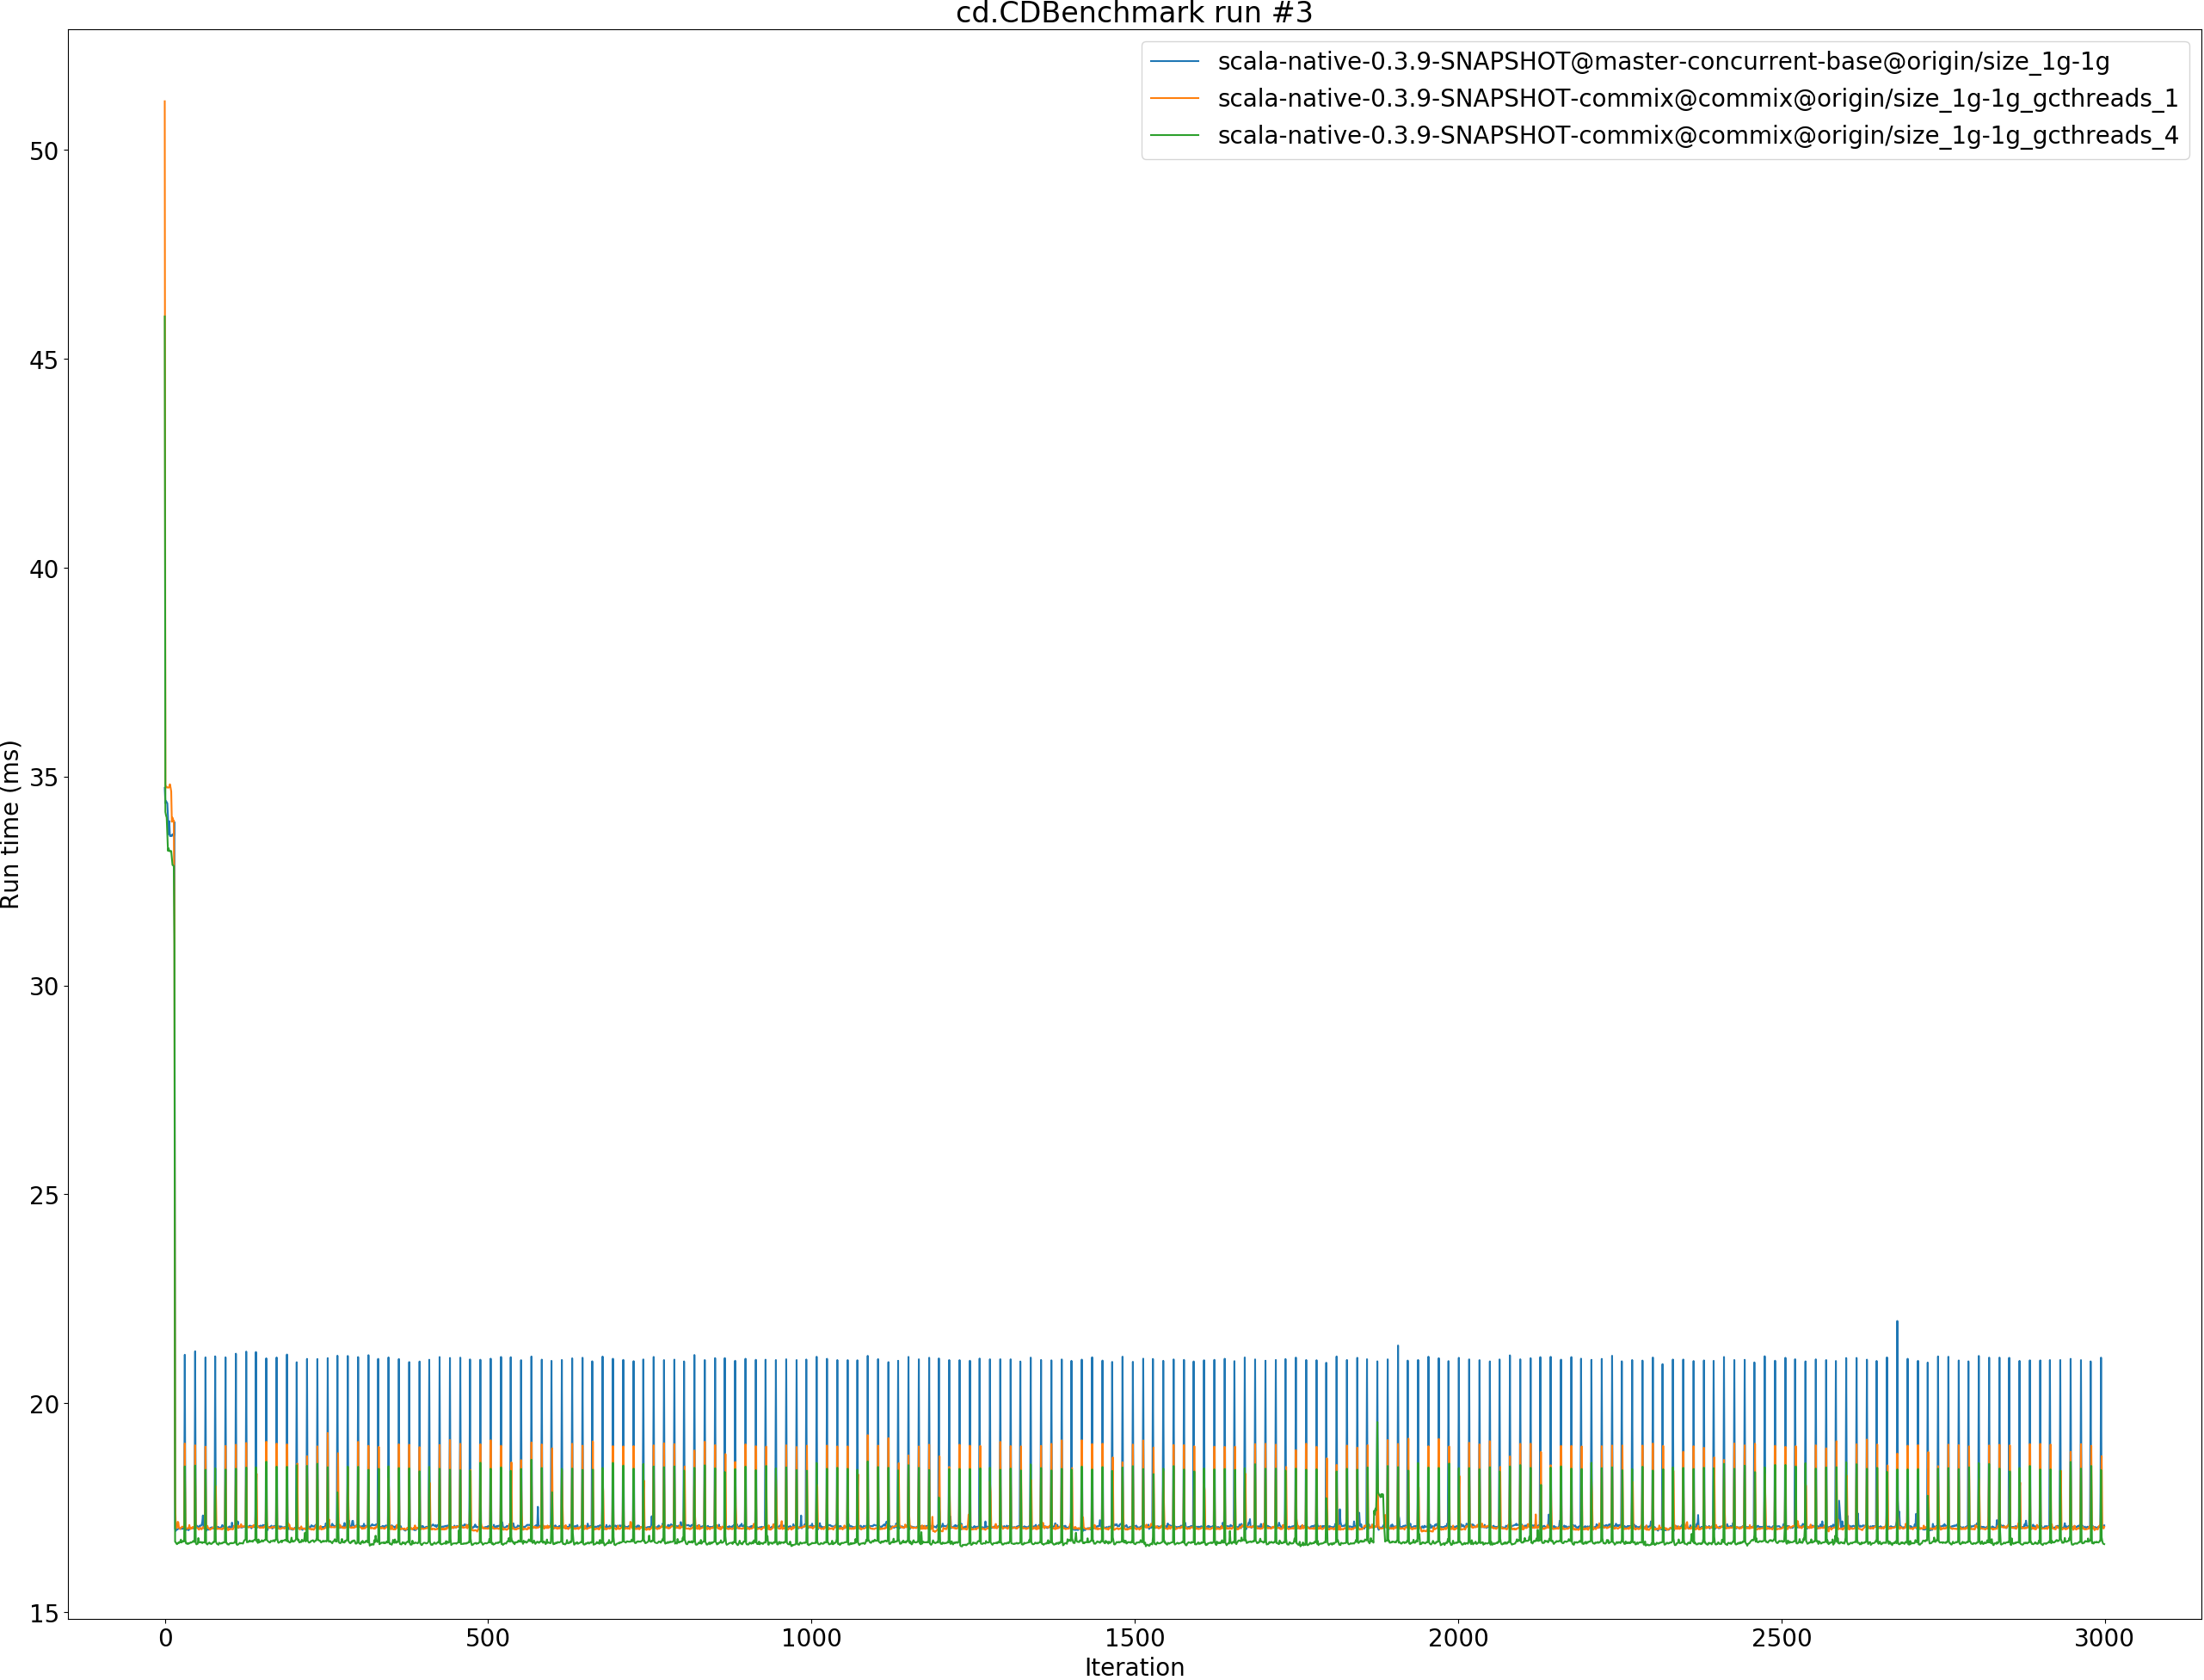 cd.CDBenchmark run #3
scala-native-0.3.9-SNAPSHOT@master-concurrent-base@origin/size_1g-1g
scala-native-0.3.9-SNAPSHOT-commix@commix@origin/size_1g-1g_gcthreads_1
scala-native-0.3.9-SNAPSHOT-commix@commix@origin/size_1g-1g_gcthreads_4
50
45
40
35
30
25
20
15
Run time (ms)
0 500 1000 1500 2000 2500 3000
Iteration